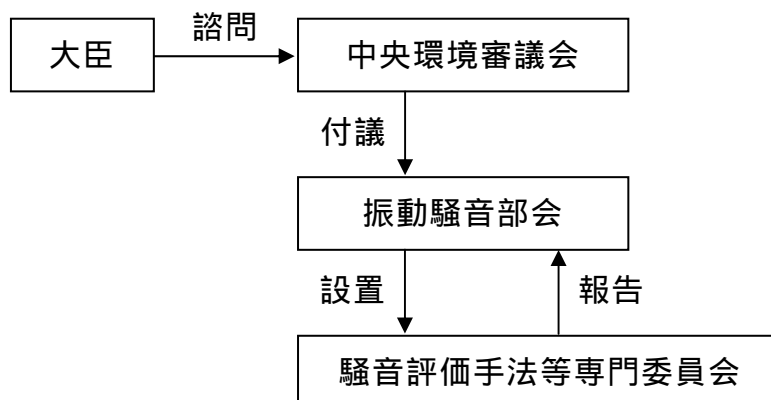 諮問
大臣
中央環境審議会
付議
振動騒音部会
設置
報告
騒音評価手法等専門委員会